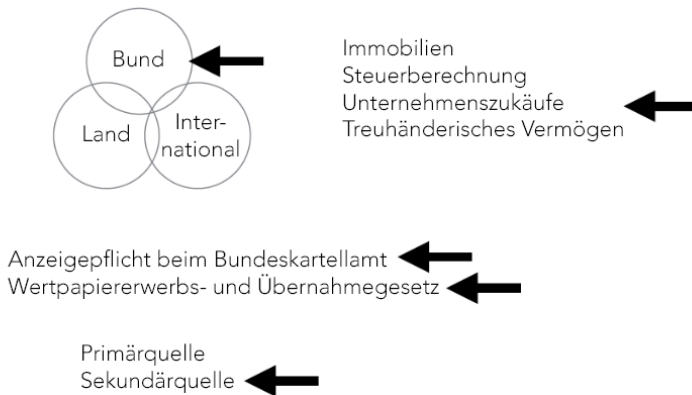 Bund
Land
Inter-
national
Immobilien
Steuerberechnung
Unternehmenszukäufe
Treuhänderisches Vermögen
Anzeigepflicht beim Bundeskartellamt
Wertpapiererwerbs- und Übernahmegesetz
Primärquelle
Sekundärquelle